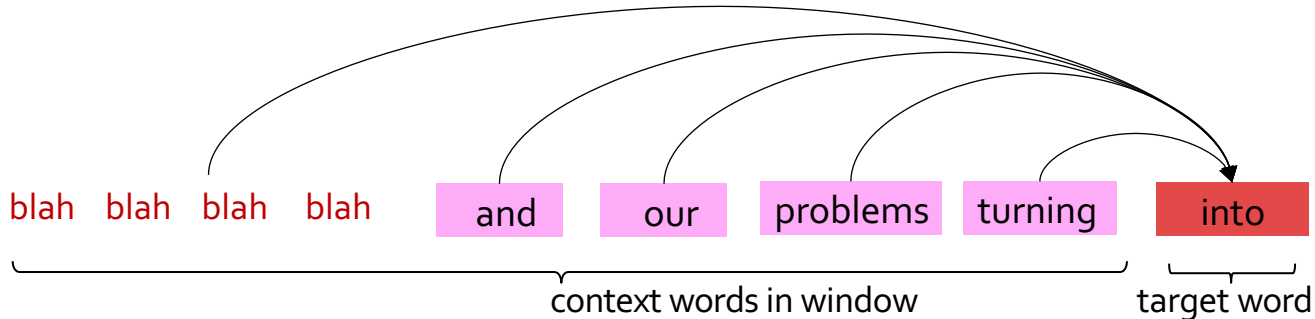 blah blah blah blah and our problems turning into
context words in window target word